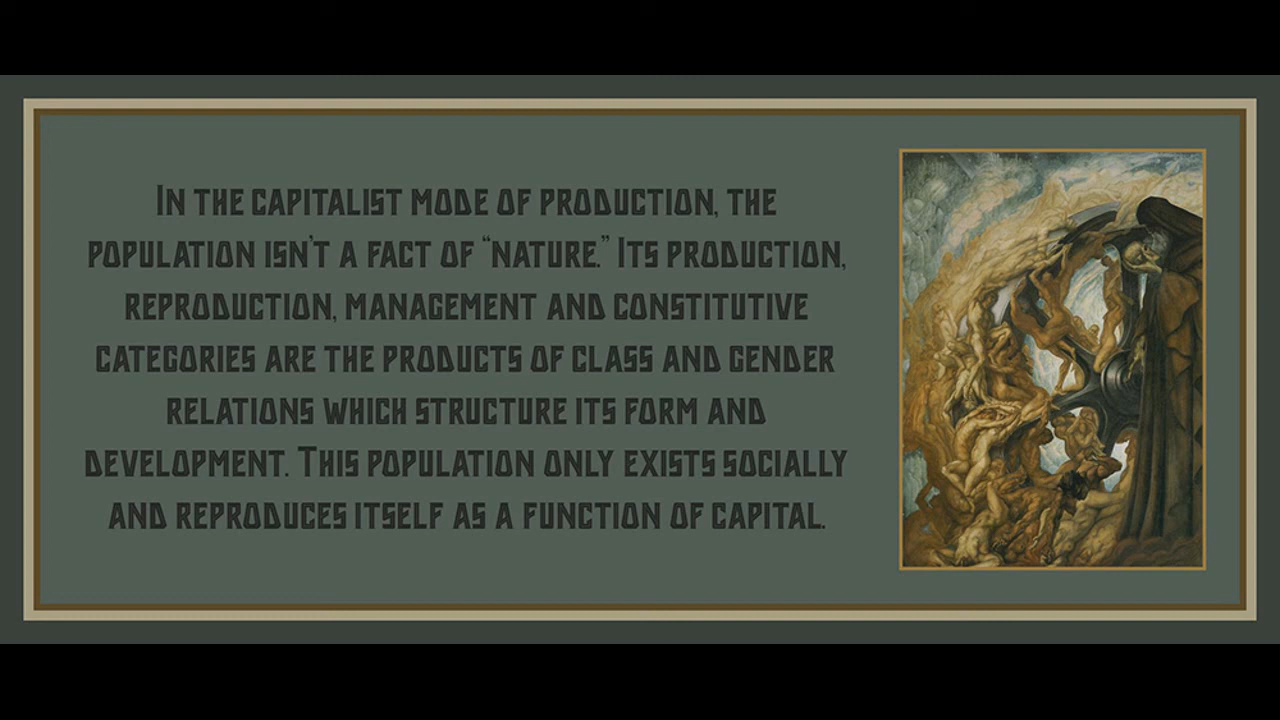 In the capitalist mode of production, the
population isn't a fact of “nature.” Its production,
reproduction, management and constitutive
categories are the products of class and gender
relations which structure its form and
development. This population only exists socially
and reproduces itself as a function of capital.